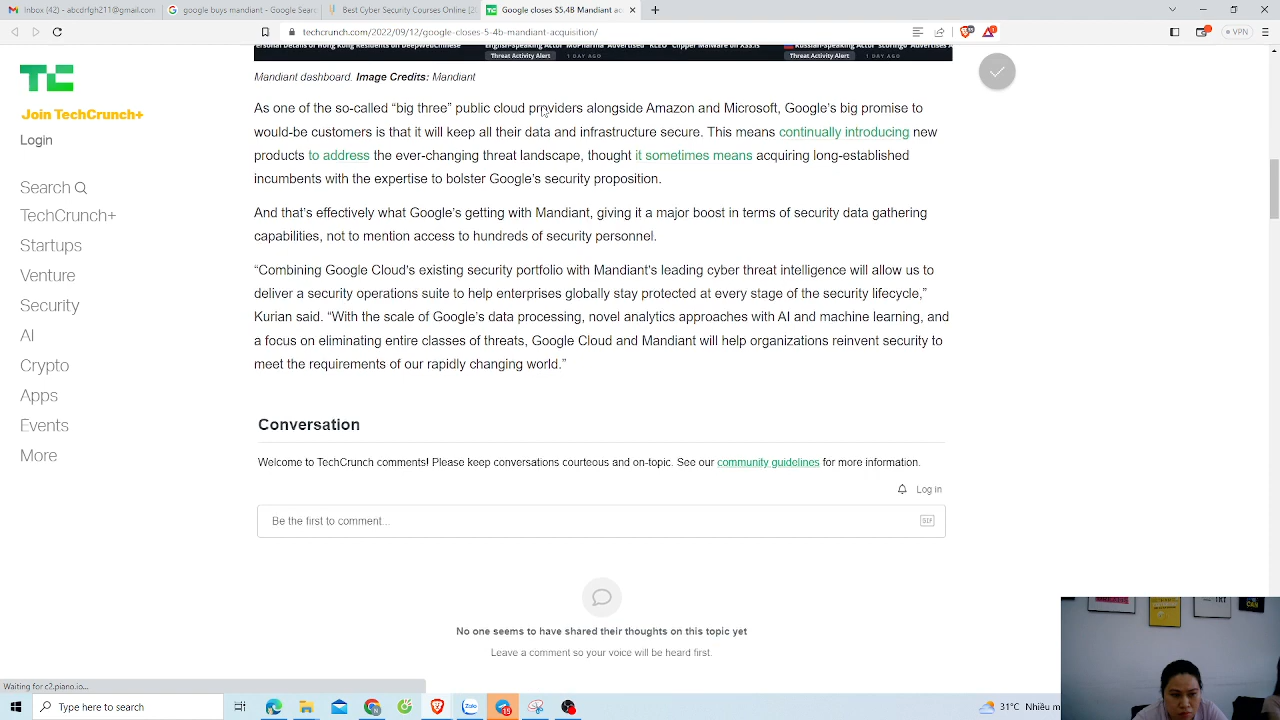 Inbox (42) - abcdrfgh211@gmail.com
google buys mandiant - Google Search
Best Cyber Security Courses Online [2
Google closes $5.4B Mandiant ac
techcrunch.com/2022/09/12/google-closes-5-4b-mandiant-acquisition/
VPN
Threat Activity Alert 1 DAY AGO
Threat Activity Alert 1 DAY AGO
Mandiant dashboard. Image Credits: Mandiant
Join TechCrunch+
Login
Search
TechCrunch+
Startups
Venture
Security
AI
Crypto
Apps
Events
More
As one of the so-called “big three” public cloud providers alongside Amazon and Microsoft, Google’s big promise to
would-be customers is that it will keep all their data and infrastructure secure. This means continually introducing new
products to address the ever-changing threat landscape, thought it sometimes means acquiring long-established
incumbents with the expertise to bolster Google’s security proposition.
And that’s effectively what Google’s getting with Mandiant, giving it a major boost in terms of security data gathering
capabilities, not to mention access to hundreds of security personnel.
“Combining Google Cloud’s existing security portfolio with Mandiant’s leading cyber threat intelligence will allow us to
deliver a security operations suite to help enterprises globally stay protected at every stage of the security lifecycle,”
Kurian said. “With the scale of Google’s data processing, novel analytics approaches with AI and machine learning, and
a focus on eliminating entire classes of threats, Google Cloud and Mandiant will help organizations reinvent security to
meet the requirements of our rapidly changing world.”
Conversation
Welcome to TechCrunch comments! Please keep conversations courteous and on-topic. See our community guidelines for more information.
Log in
Be the first to comment...
GIF
No one seems to have shared their thoughts on this topic yet
Leave a comment so your voice will be heard first.
Waiting for c2.piano.io...
Type here to search
15
31°C Nhiều m